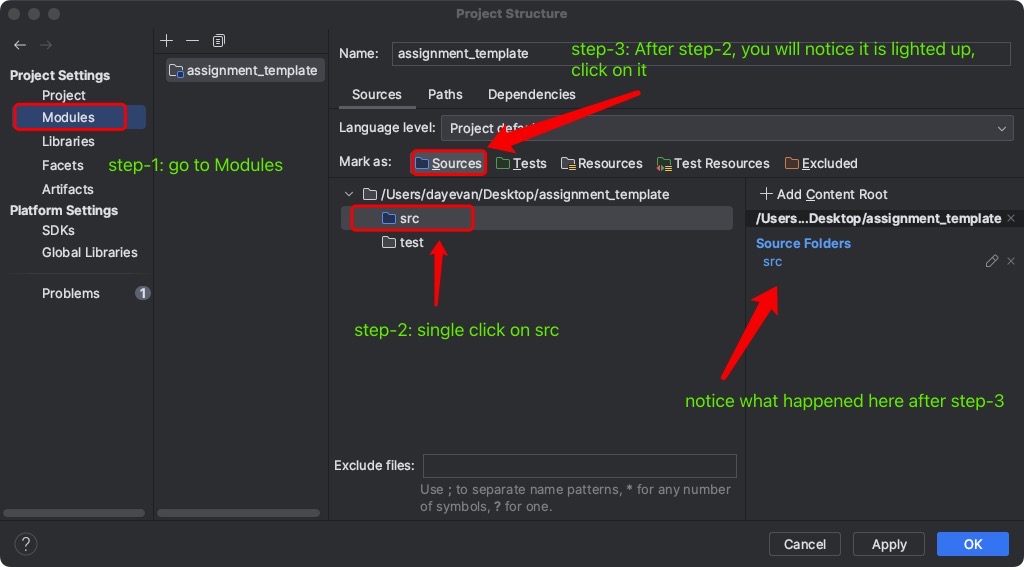 Project Structure
Project Settings
Project
Modules
Libraries
Facets
Artifacts
Platform Settings
SDKs
Global Libraries
Problems 1
step-1: go to Modules
assignment_template
Name: assignment_template
step-3: After step-2, you will notice it is lighted up,
click on it
Sources Paths Dependencies
Language level: Project
Mark as: Sources Tests Resources Test Resources Excluded
/Users/dayevan/Desktop/assignment_template
src
test
step-2: single click on src
+ Add Content Root
/Users...Desktop/assignment_template
Source Folders
src
notice what happened here after step-3
Exclude files:
Use ; to separate name patterns, * for any number
of symbols, ? for one.
? Cancel Apply OK